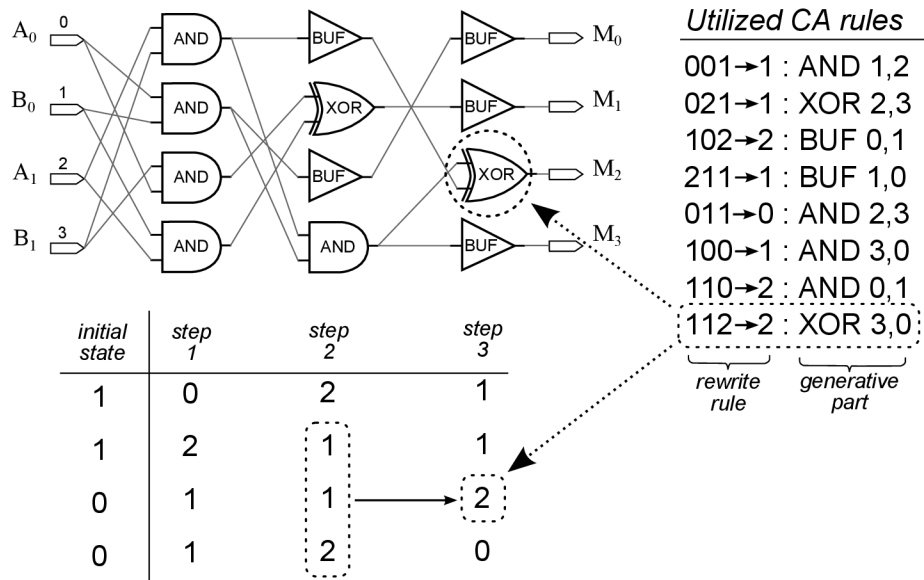 A0 0
B0 1
A1 2
B1 3
AND
AND
AND
AND
BUF
XOR
BUF
AND
BUF
BUF
XOR
BUF
M0
M1
M2
M3
Utilized CA rules
001→1 : AND 1,2
021→1 : XOR 2,3
102→2 : BUF 0,1
211→1 : BUF 1,0
011→0 : AND 2,3
100→1 : AND 3,0
110→2 : AND 0,1
112→2 : XOR 3,0
rewrite rule
generative part
initial state step 1 step 2 step 3
1 0 2 1
1 2 1 1
0 1 1 2
0 1 2 0